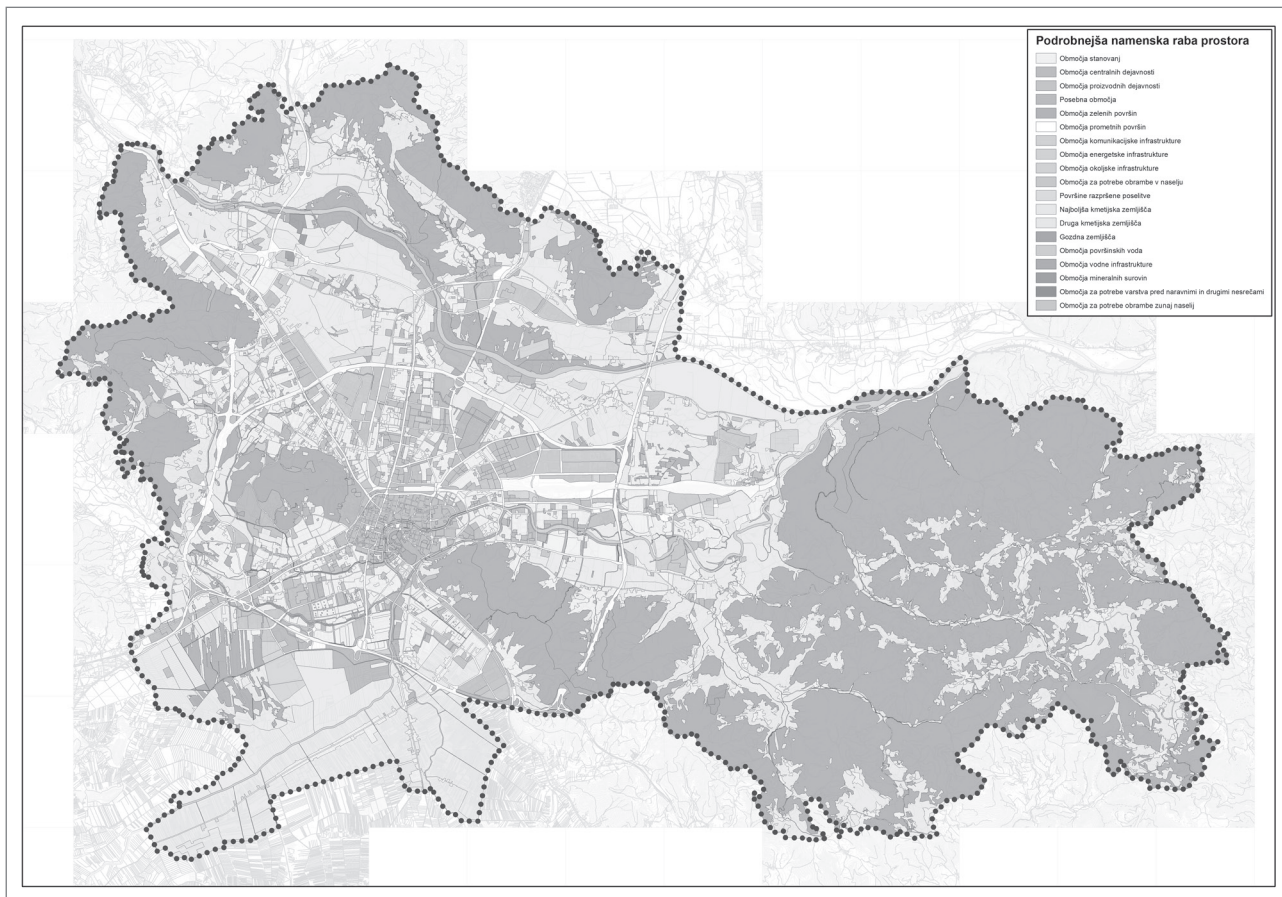 Podrobnejša namenska raba prostora
Območja stanovanj
Območja centralnih dejavnosti
Območja proizvodnih dejavnosti
Posebna območja
Območja zelenih površin
Območja prometnih površin
Območja komunikacijske infrastrukture
Območja energetske infrastrukture
Območja okoljske infrastrukture
Območja za potrebe obrambe v naselju
Površine razpršene poselitve
Najboljša kmetijska zemljišča
Druga kmetijska zemljišča
Gozdna zemljišča
Območja površinskih voda
Območja vodne infrastrukture
Območja mineralnih surovin
Območja za potrebe varstva pred naravnimi in drugimi nesrečami
Območja za potrebe obrambe zunaj naselij